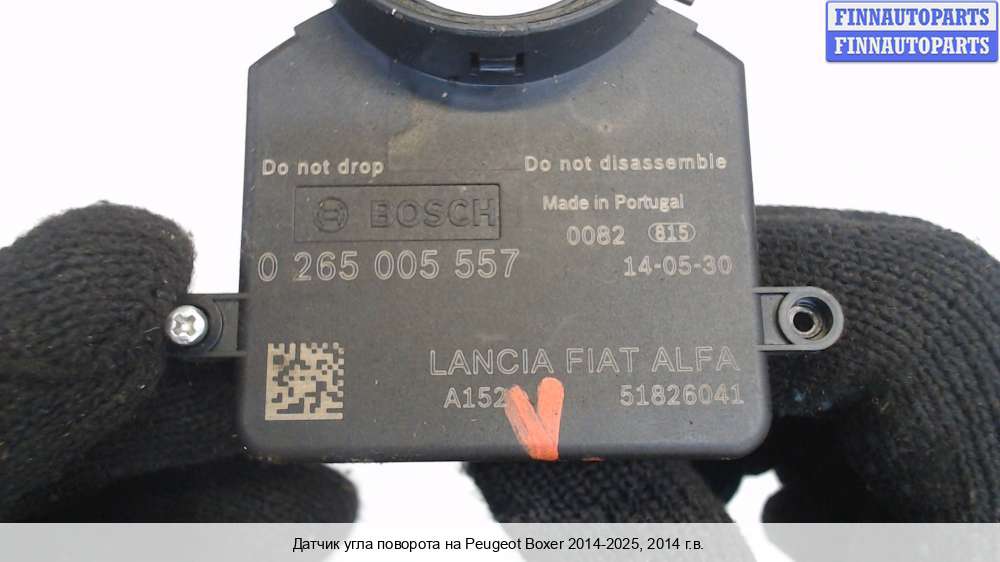 FINNAUTOPARTS
FINNAUTOPARTS
Do not drop
Do not disassemble
BOSCH
Made in Portugal
0082 815
0 265 005 557
14-05-30
LANCIA FIAT ALFA
51826041
Датчик угла поворота на Peugeot Boxer 2014-2025, 2014 г.в.